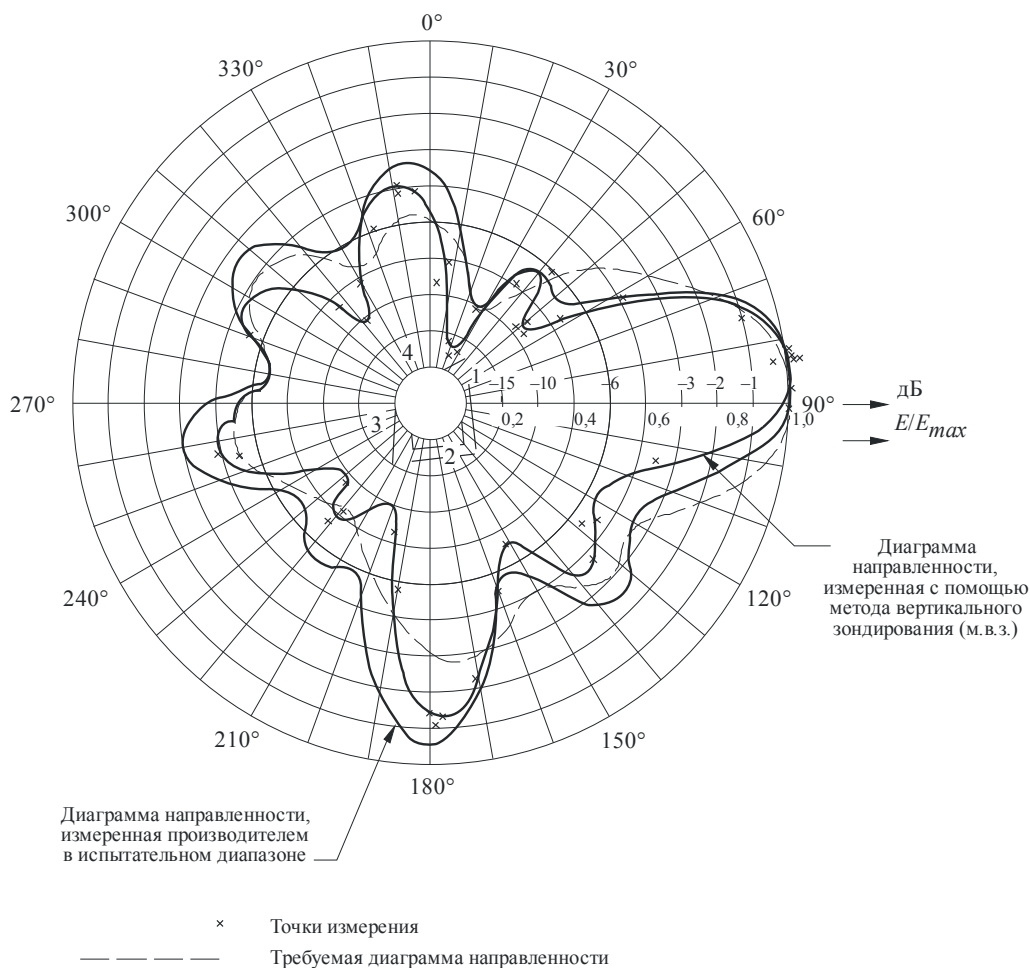 0°
330°
30°
300°
60°
4
1
–15
–10
–6
–3
–2
–1
дБ
270°
90°
3
0,2
0,4
0,6
0,8
1,0
E/Emax
2
Диаграмма
направленности,
измеренная с помощью
метода вертикального
зондирования (м.в.з.)
240°
120°
210°
150°
180°
Диаграмма направленности,
измеренная производителем
в испытательном диапазоне
× Точки измерения
Требуемая диаграмма направленности